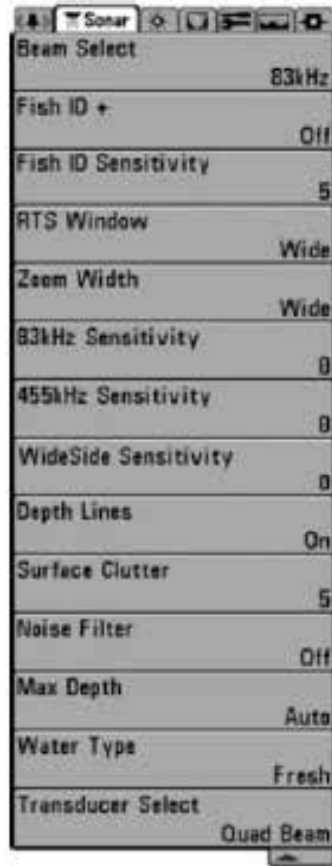 Sonar
Beam Select
83kHz
Fish ID +
Off
Fish ID Sensitivity
5
RTS Window
Wide
Zoom Width
Wide
83kHz Sensitivity
0
455kHz Sensitivity
0
WideSide Sensitivity
0
Depth Lines
On
Surface Clutter
5
Noise Filter
Off
Max Depth
Auto
Water Type
Fresh
Transducer Select
Quad Beam